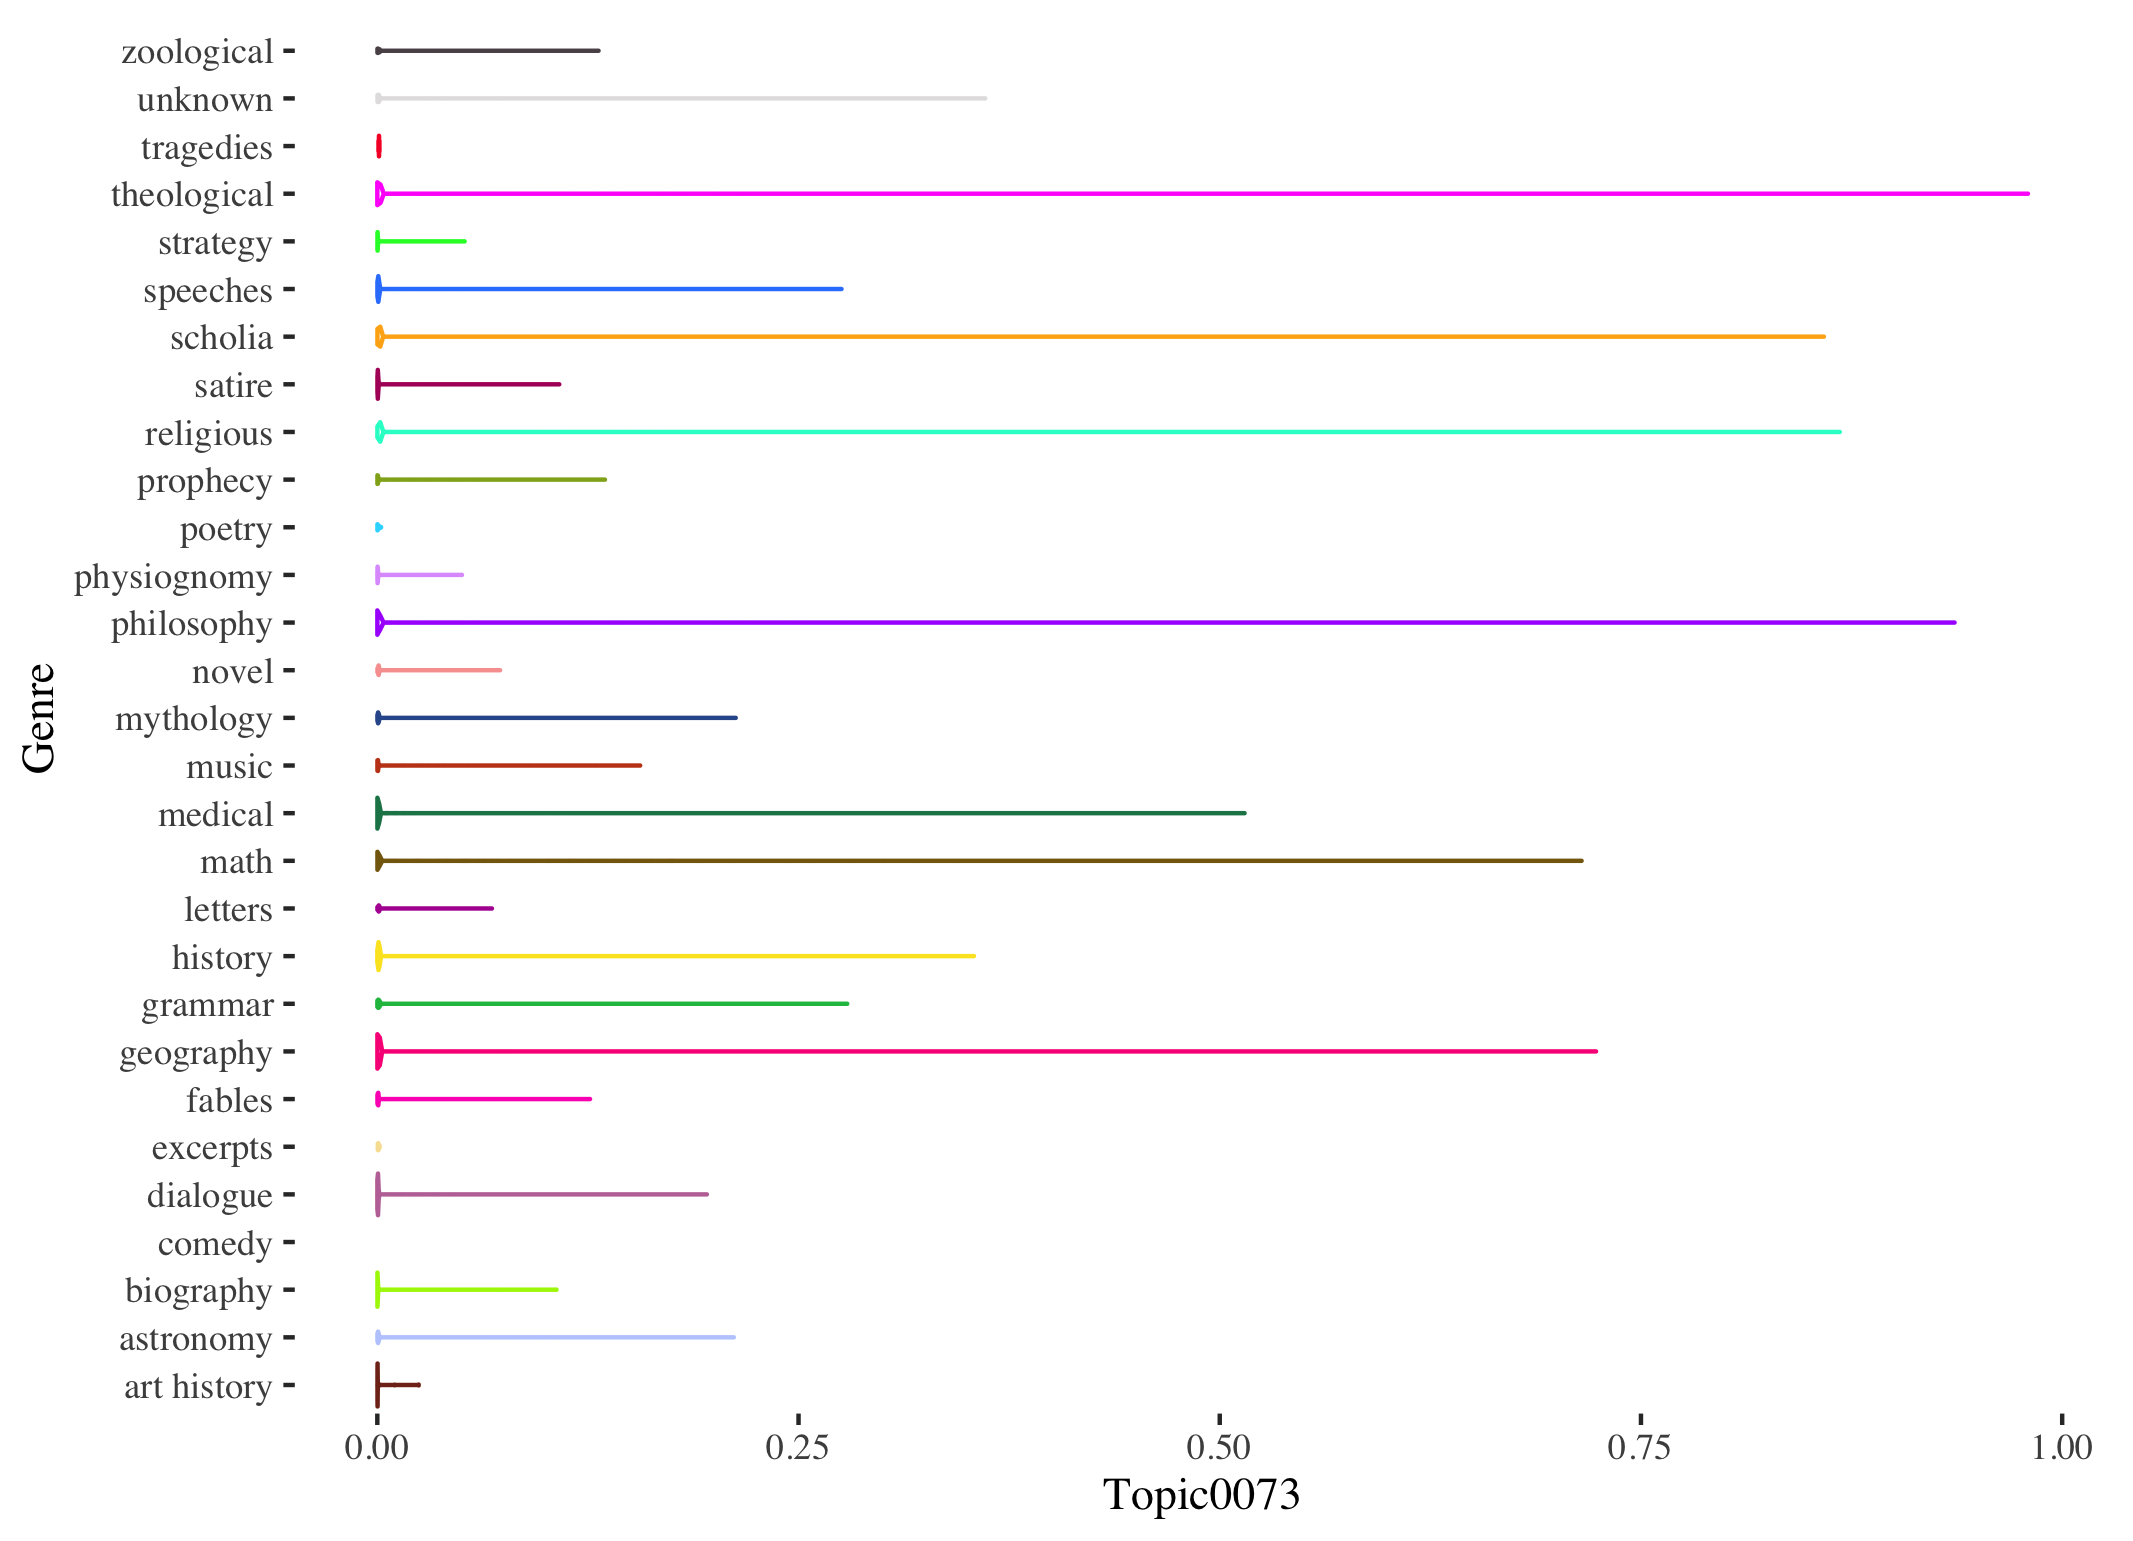 zoological
unknown
tragedies
theological
strategy
speeches
scholia
satire
religious
prophecy
poetry
physiognomy
philosophy
novel
mythology
music
medical
math
letters
history
grammar
geography
fables
excerpts
dialogue
comedy
biography
astronomy
art history
Genre
0.00 0.25 0.50 0.75 1.00
Topic0073